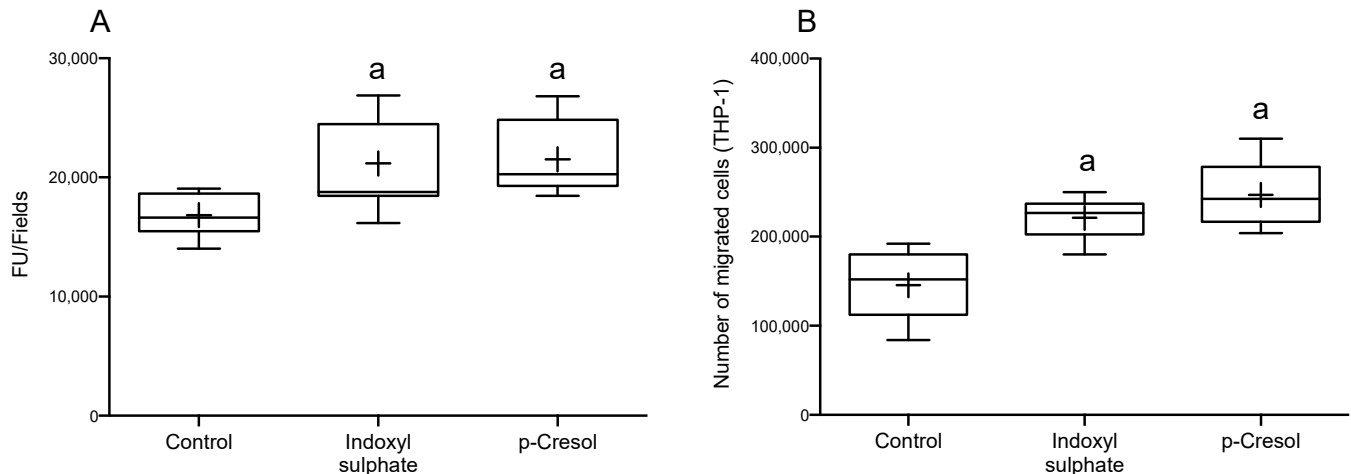 A
FU/Fields
30,000
20,000
10,000
0
a
a
Control
Indoxyl
sulphate
p-Cresol
B
Number of migrated cells (THP-1)
400,000
300,000
200,000
100,000
0
a
a
Control
Indoxyl
sulphate
p-Cresol